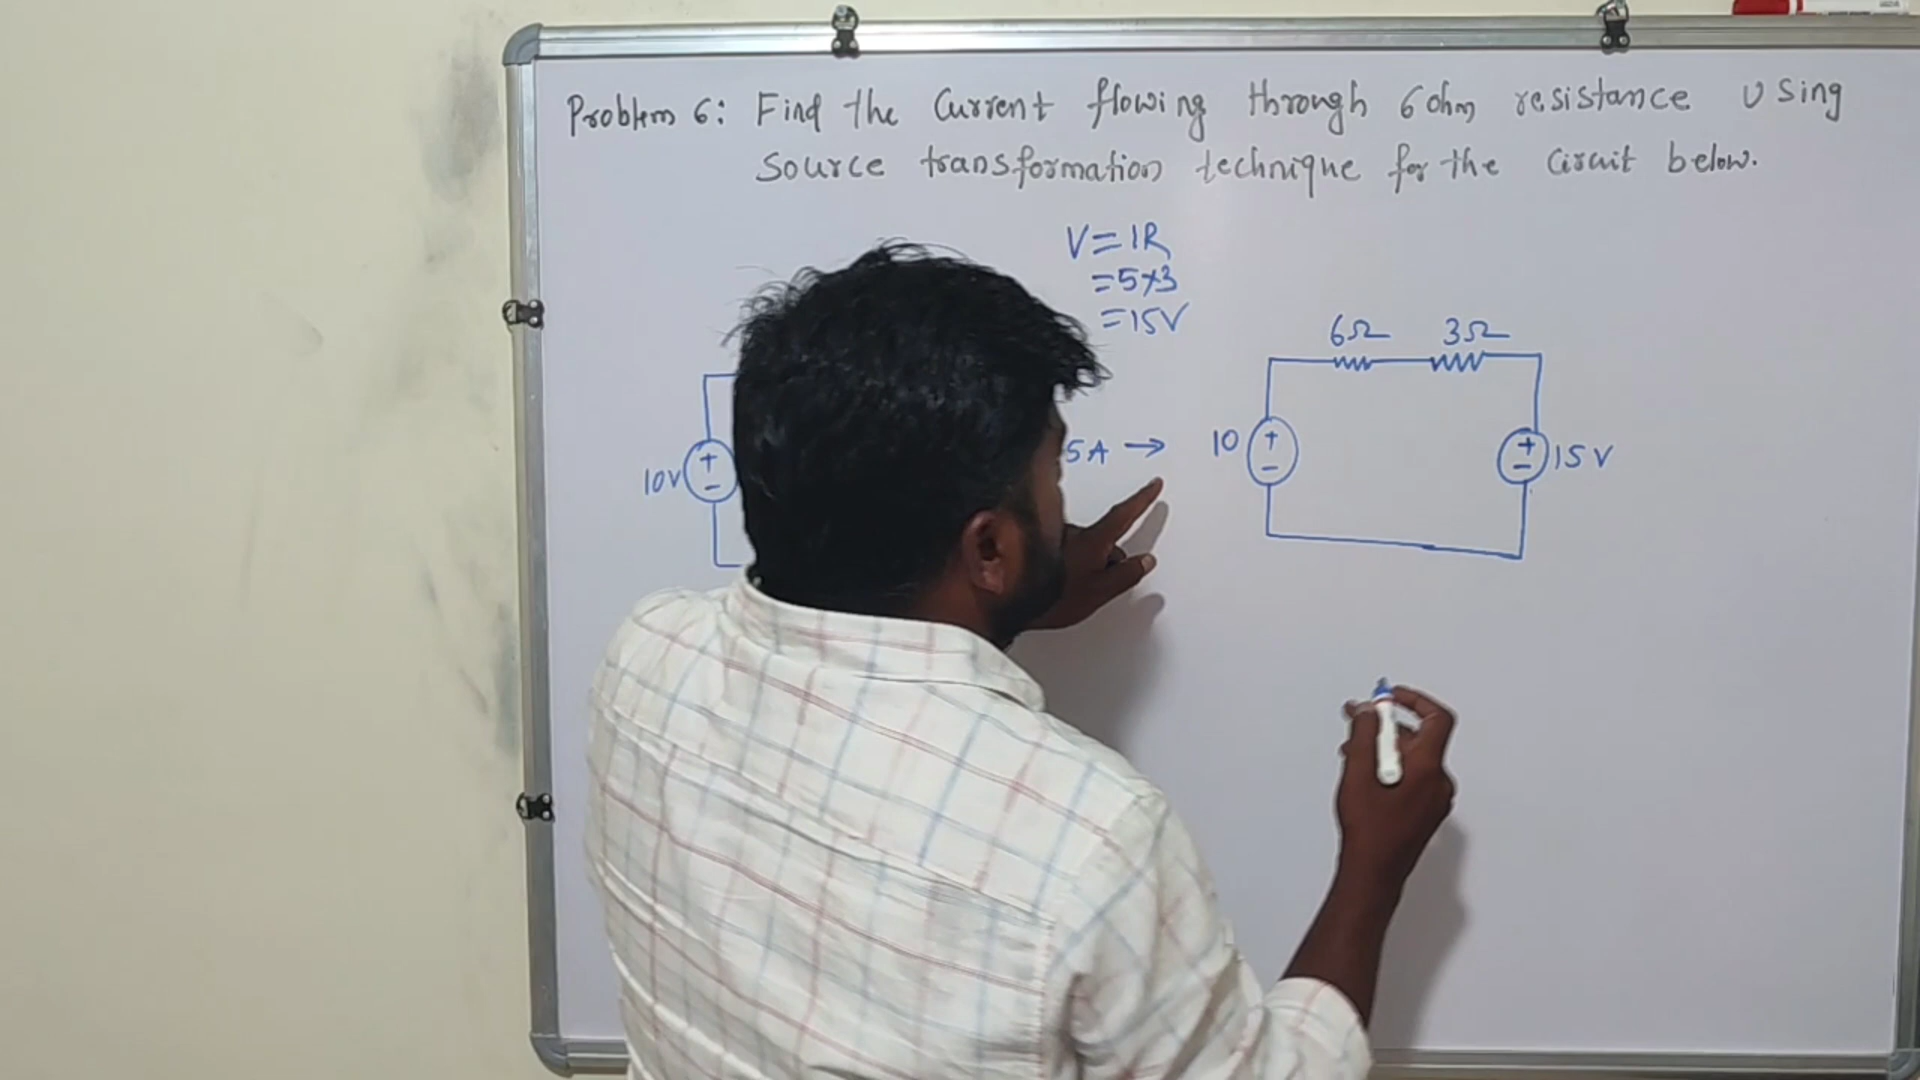 Problem 6: Find the Current flowing through 6 ohm resistance Using
Source transformation technique for the Circuit below.
V=IR
=5×3
=15V
6Ω 3Ω
10V + -
5A →
10 + -
+ - 15V